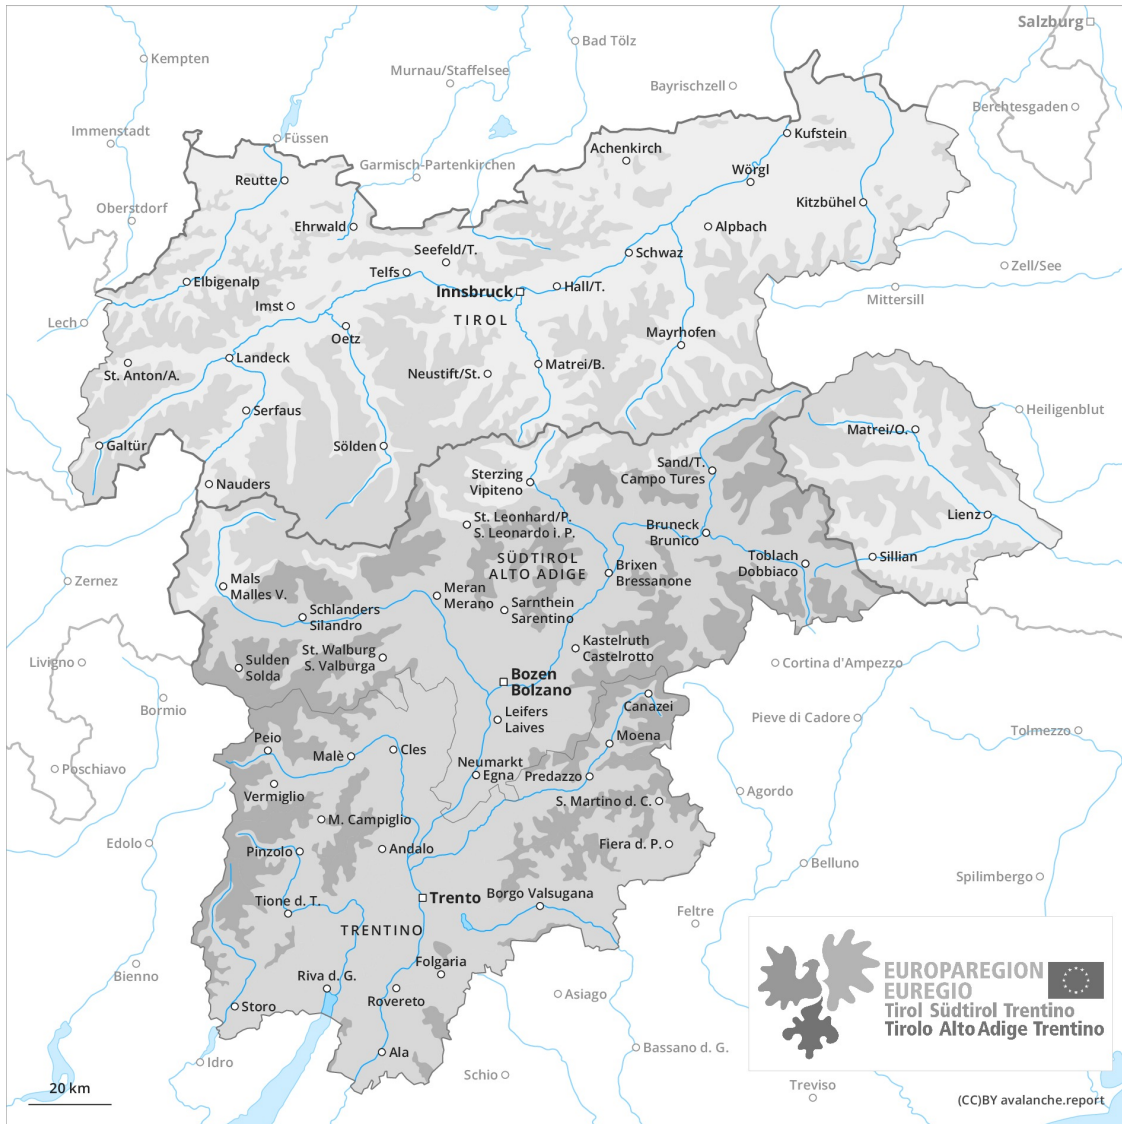 Salzburg
Bad Tölz
Kempten
Murnau/Staffelsee
Bayrischzell
Berchtesgaden
Immenstadt
Füssen
Kufstein
Achenkirch
Garmisch-Partenkirchen
Wörgl
Reutte
Oberstdorf
Kitzbühel
Ehrwald
Alpbach
Seefeld/T.
Schwaz
Telfs
Zell/See
Elbigenalp
Innsbruck
Hall/T.
Mittersill
Imst
TIROL
Lech
Oetz
Mayrhofen
Landeck
St. Anton/A.
Neustift/St.
Matrei/B.
Serfaus
Heiligenblut
Matrei/O.
Galtür
Sölden
Sand/T.
Campo Tures
Sterzing
Vipiteno
Nauders
Lienz
St. Leonhard/P.
S. Leonardo i. P.
Bruneck
Brunico
SÜDTIROL
ALTO ADIGE
Toblach
Dobbiaco
Sillian
Brixen
Bressanone
Zernez
Mals
Malles V.
Meran
Merano
Sarnthein
Sarentino
Schlanders
Silandro
Kastelruth
Castelrotto
St. Walburg
S. Valburga
Livigno
Sulden
Solda
Cortina d'Ampezzo
Bozen
Bolzano
Bormio
Canazei
Leifers
Laives
Pieve di Cadore
Tolmezzo
Moena
Peio
Malè
Cles
Neumarkt
Egna
Predazzo
Poschiavo
Vermiglio
Agordo
S. Martino d. C.
M. Campiglio
Edolo
Pinzolo
Andalo
Fiera d. P.
Belluno
Spilimbergo
Tione d. T.
Trento
Borgo Valsugana
Feltre
TRENTINO
Folgaria
Bienno
Riva d. G.
Rovereto
Asiago
Storo
EUROPAREGION
EUREGIO
Tirol Südtirol Trentino
Tirolo Alto Adige Trentino
Ala
Bassano d. G.
Idro
Schio
Treviso
20 km
(CC)BY avalanche.report